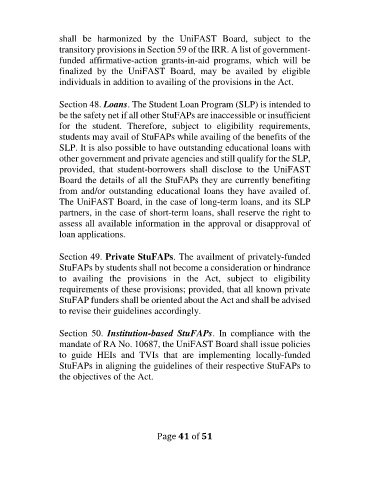 shall be harmonized by the UniFAST Board, subject to the
transitory provisions in Section 59 of the IRR. A list of government-
funded affirmative-action grants-in-aid programs, which will be
finalized by the UniFAST Board, may be availed by eligible
individuals in addition to availing of the provisions in the Act.
Section 48. Loans. The Student Loan Program (SLP) is intended to
be the safety net if all other StuFAPs are inaccessible or insufficient
for the student. Therefore, subject to eligibility requirements,
students may avail of StuFAPs while availing of the benefits of the
SLP. It is also possible to have outstanding educational loans with
other government and private agencies and still qualify for the SLP,
provided, that student-borrowers shall disclose to the UniFAST
Board the details of all the StuFAPs they are currently benefiting
from and/or outstanding educational loans they have availed of.
The UniFAST Board, in the case of long-term loans, and its SLP
partners, in the case of short-term loans, shall reserve the right to
assess all available information in the approval or disapproval of
loan applications.
Section 49. Private StuFAPs. The availment of privately-funded
StuFAPs by students shall not become a consideration or hindrance
to availing the provisions in the Act, subject to eligibility
requirements of these provisions; provided, that all known private
StuFAP funders shall be oriented about the Act and shall be advised
to revise their guidelines accordingly.
Section 50. Institution-based StuFAPs. In compliance with the
mandate of RA No. 10687, the UniFAST Board shall issue policies
to guide HEIs and TVIs that are implementing locally-funded
StuFAPs in aligning the guidelines of their respective StuFAPs to
the objectives of the Act.
Page 41 of 51